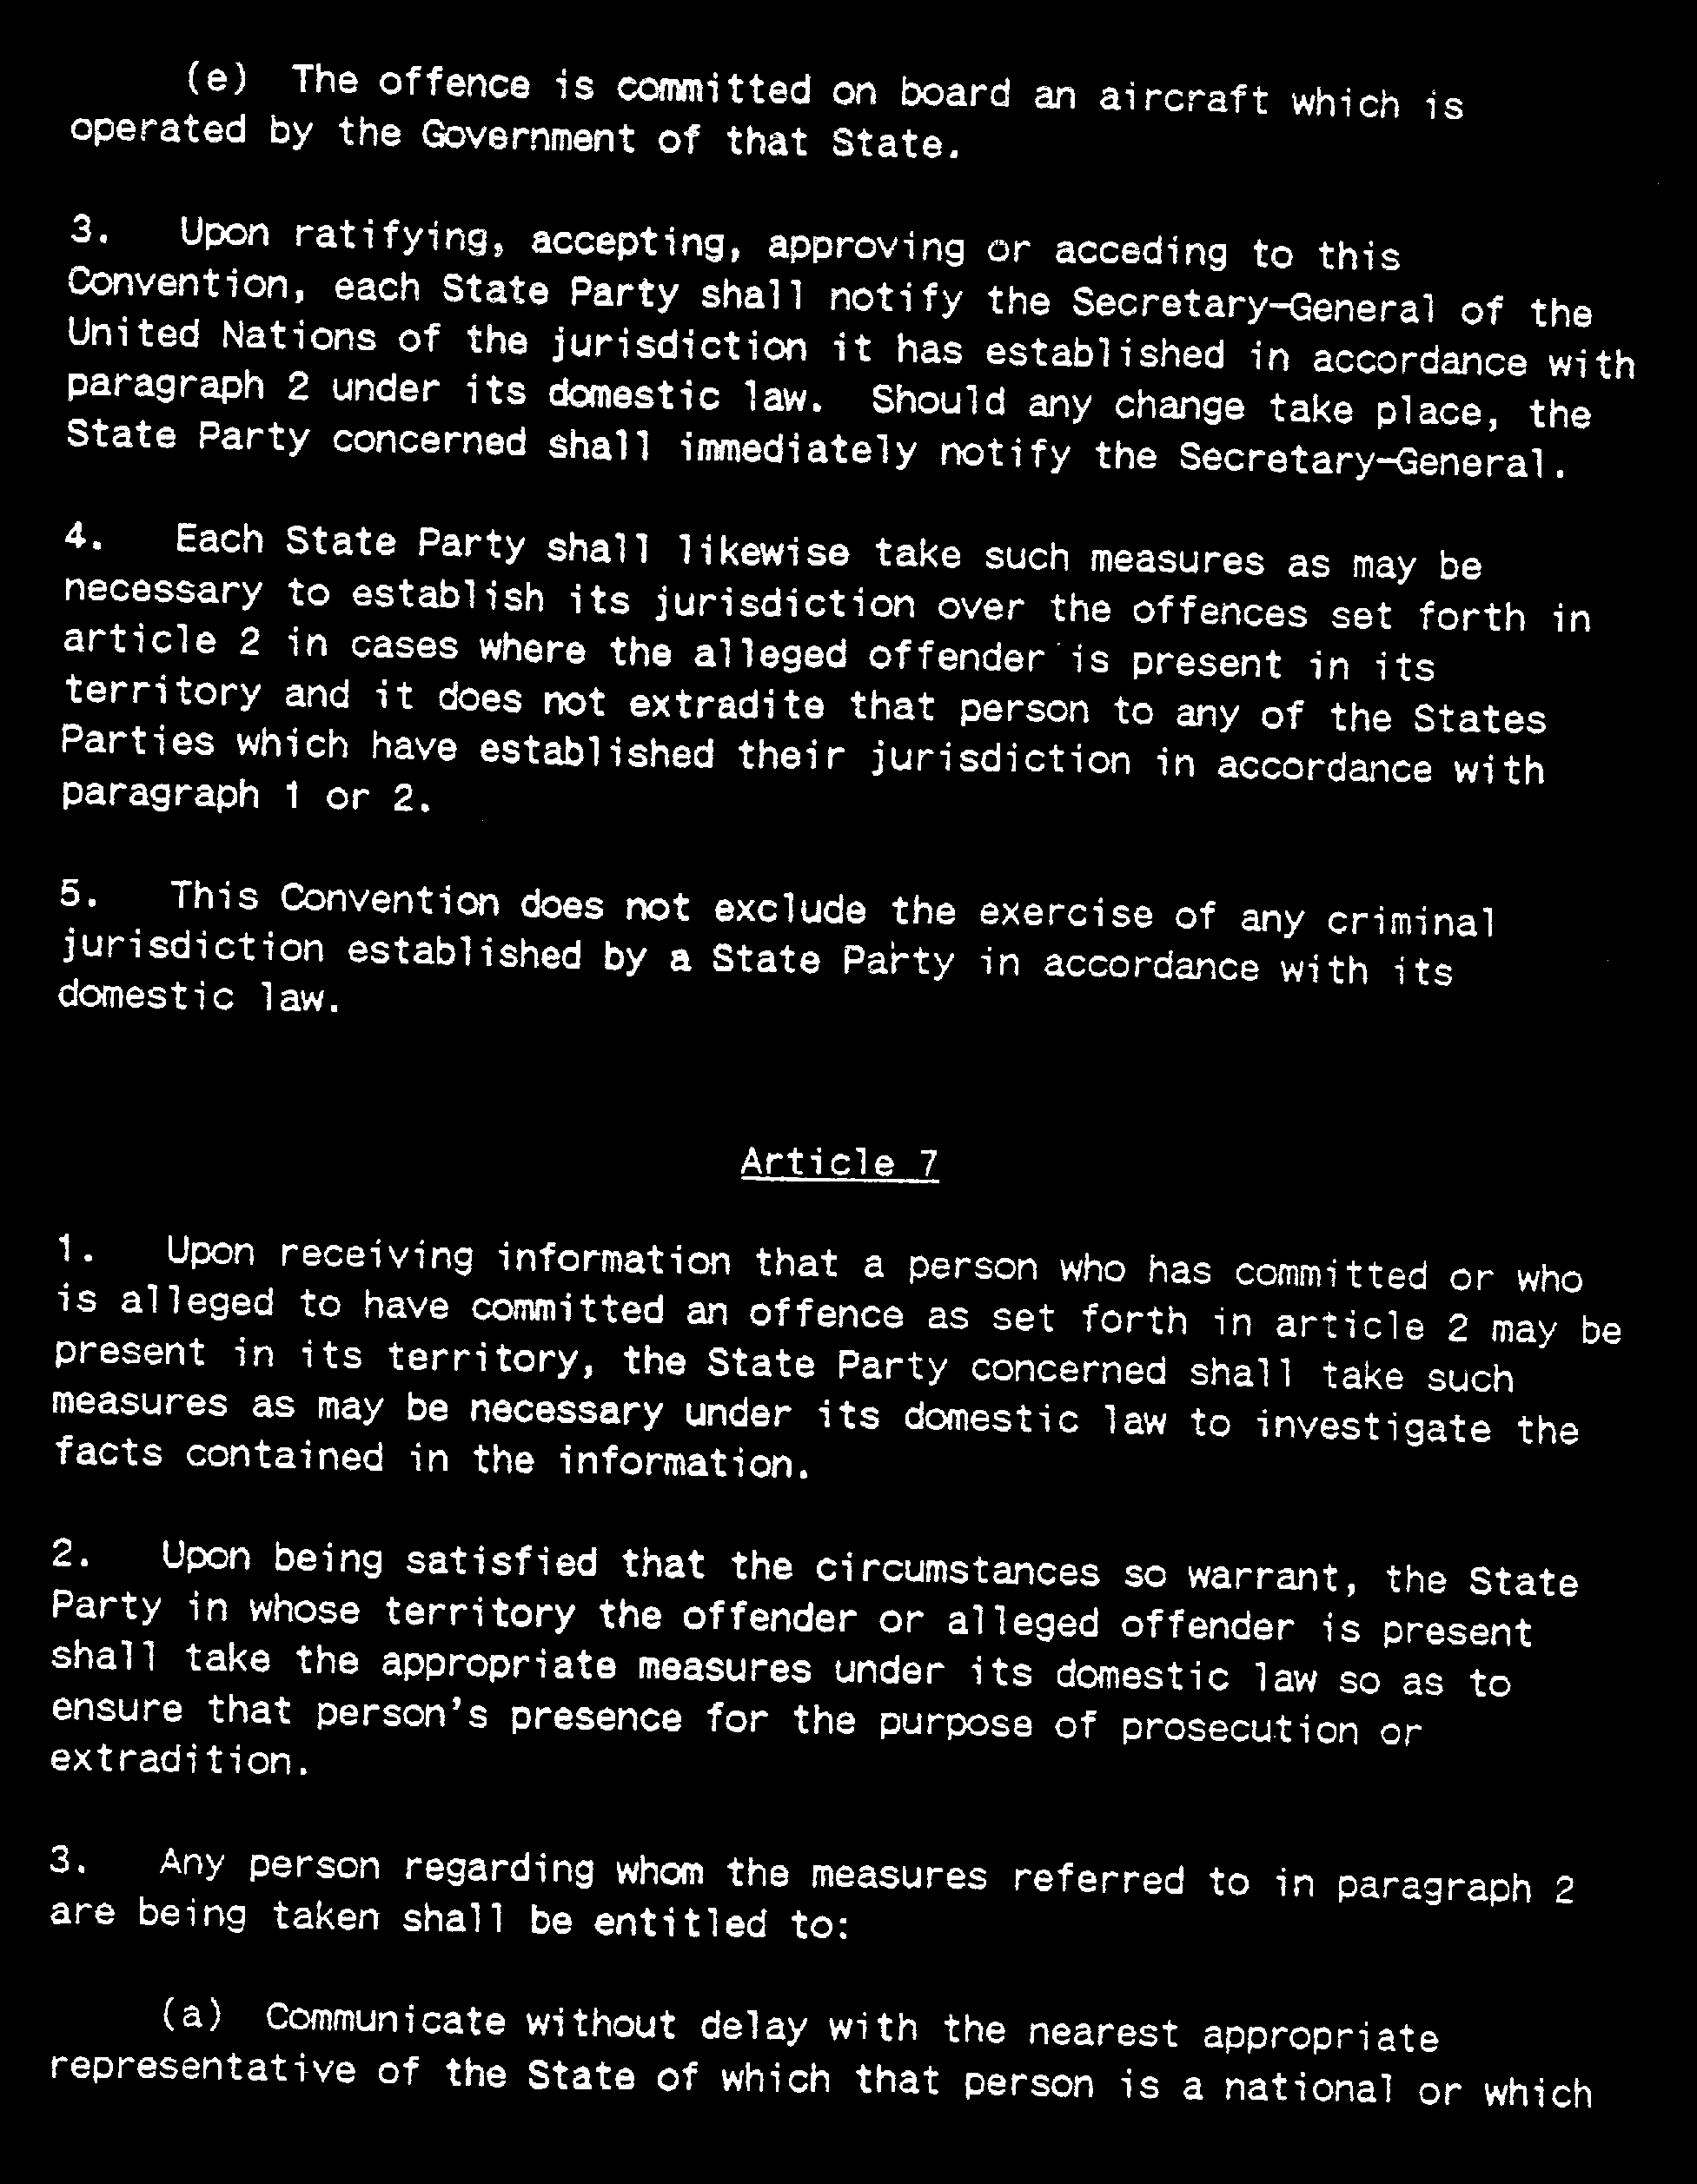 (e) The offence is committed on board an aircraft which is
operated by the Government of that State.
3. Upon ratifying, accepting, approving or acceding to this
Convention, each State Party shall notify the Secretary-General of the
United Nations of the jurisdiction it has established in accordance with
paragraph 2 under its domestic law. Should any change take place, the
State Party concerned shall immediately notify the Secretary-General.
4. Each State Party shall likewise take such measures as may be
necessary to establish its jurisdiction over the offences set forth in
article 2 in cases where the alleged offender is present in its
territory and it does not extradite that person to any of the States
Parties which have established their jurisdiction in accordance with
paragraph 1 or 2.
5. This Convention does not exclude the exercise of any criminal
jurisdiction established by a State Party in accordance with its
domestic law.
Article 7
1. Upon receiving information that a person who has committed or who
is alleged to have committed an offence as set forth in article 2 may be
present in its territory, the State Party concerned shall take such
measures as may be necessary under its domestic law to investigate the
facts contained in the information.
2. Upon being satisfied that the circumstances so warrant, the State
Party in whose territory the offender or alleged offender is present
shall take the appropriate measures under its domestic law so as to
ensure that person's presence for the purpose of prosecution or
extradition.
3. Any person regarding whom the measures referred to in paragraph 2
are being taken shall be entitled to:
(a) Communicate without delay with the nearest appropriate
representative of the State of which that person is a national or which